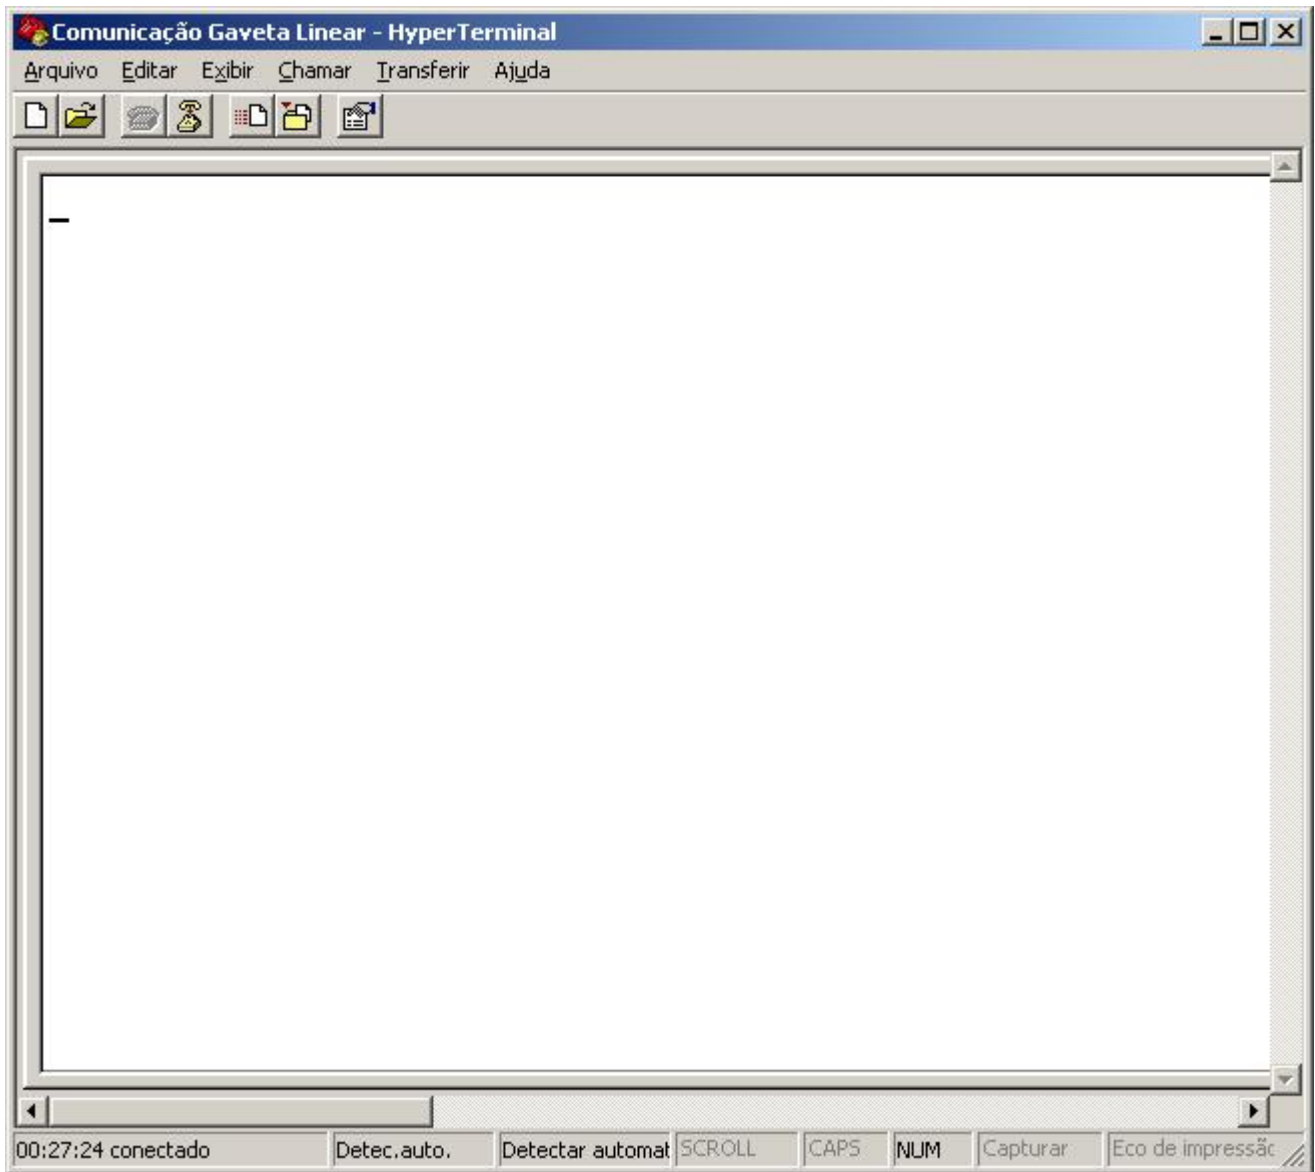 Comunicação Gaveta Linear - HyperTerminal
Arquivo Editar Exibir Chamar Transferir Ajuda
00:27:24 conectado Detec.auto. Detectar automat SCROLL CAPS NUM Capturar Eco de impressão